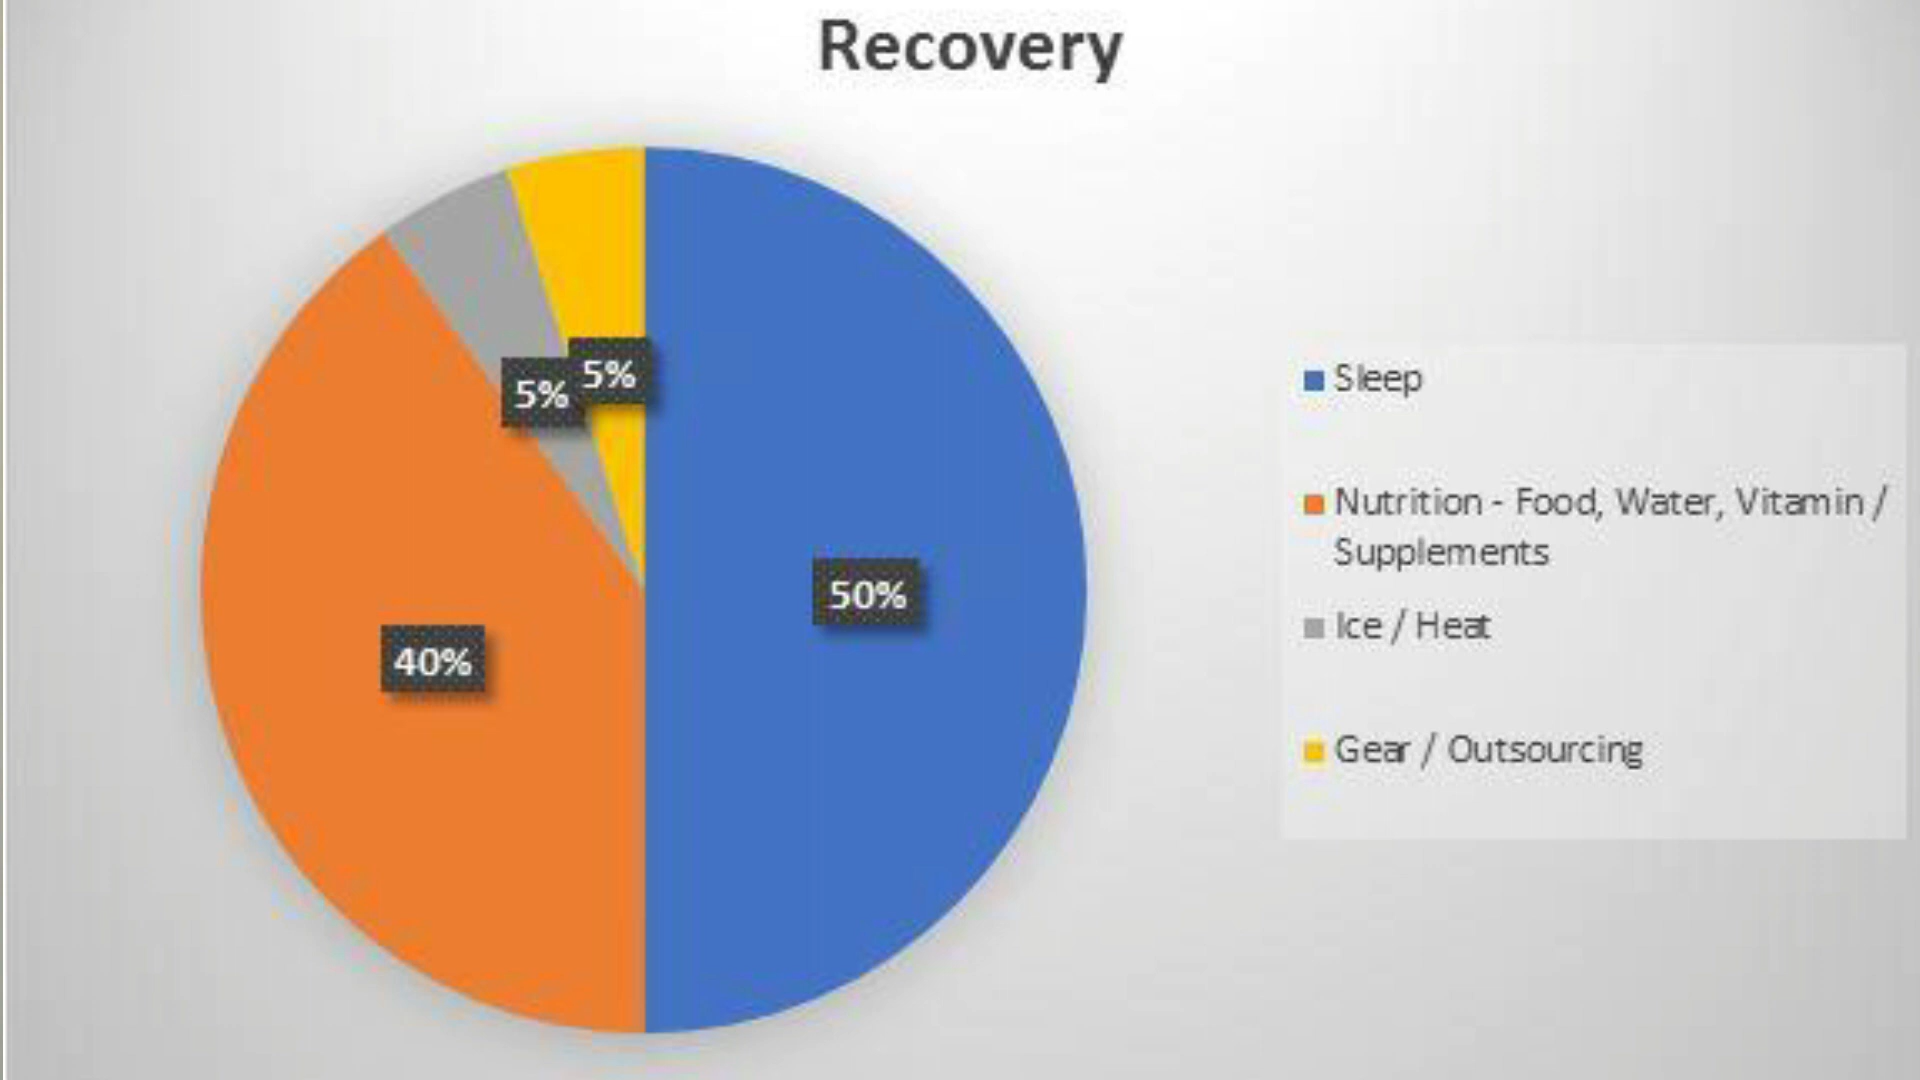 Recovery
5%
5%
50%
40%
Sleep
Nutrition - Food, Water, Vitamin /
Supplements
Ice / Heat
Gear / Outsourcing